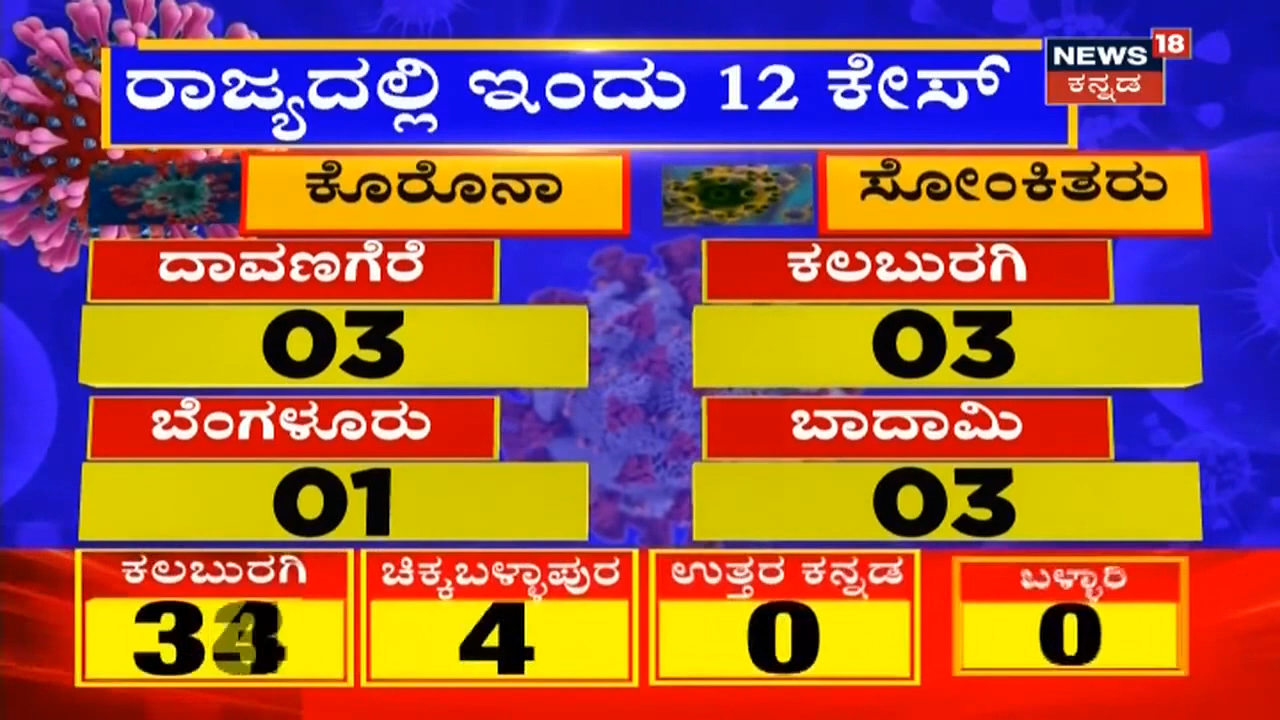 ರಾಜ್ಯದಲ್ಲಿ ಇಂದು 12 ಕೇಸ್
NEWS 18
ಕನ್ನಡ
ಕೊರೊನಾ
ಸೋಂಕಿತರು
ದಾವಣಗೆರೆ
ಕಲಬುರಗಿ
03
03
ಬೆಂಗಳೂರು
ಬಾದಾಮಿ
01
03
ಕಲಬುರಗಿ
ಚಿಕ್ಕಬಳ್ಳಾಪುರ
ಉತ್ತರ ಕನ್ನಡ
ಬಳ್ಳಾರಿ
4
0
0